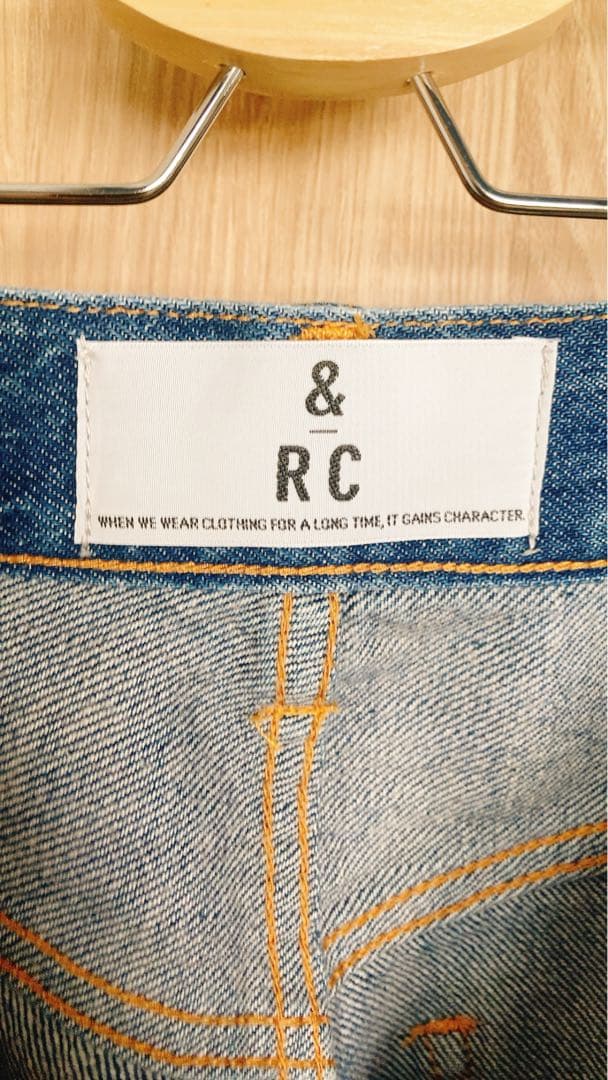 &
RC
WHEN WE WEAR CLOTHING FOR A LONG TIME, IT GAINS CHARACTER.